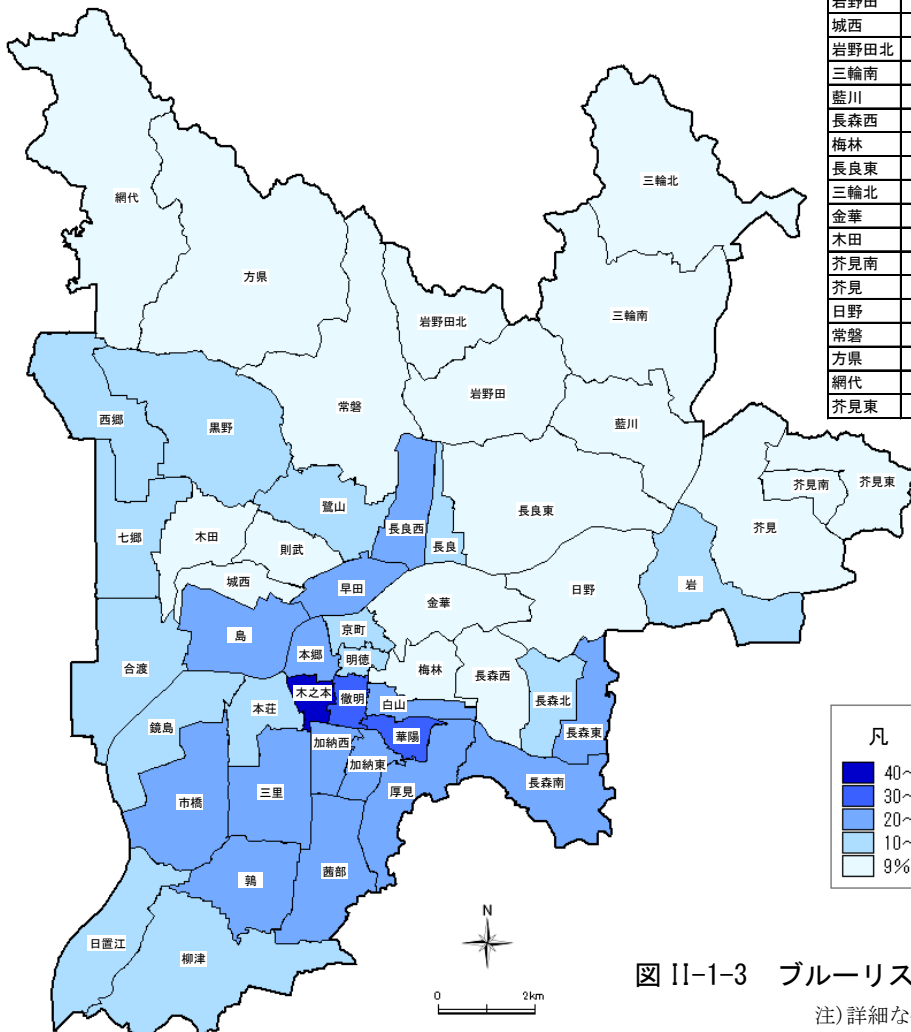 岩野田
城西
岩野田北
三輪南
藍川
長森西
梅林
長良東
三輪北
金華
木田
芥見南
芥見
日野
常磐
方県
網代
芥見東
網代
三輪北
方県
岩野田北
三輪南
岩野田
常磐
藍川
西郷
黒野
芥見南
芥見東
鷺山
長良東
長良西
芥見
七郷
木田
則武
長良
城西
早田
日野
岩
金華
島
京町
本郷
明徳
合渡
梅林
長森西
木之本
徹明
白山
長森北
本荘
鏡島
華陽
長森東
加納西
加納東
長森南
市橋
三里
厚見
鶉
茜部
日置江
柳津
凡
40~
30~
20~
10~
9%
N
0 2km
図 II-1-3 ブルーリス
注)詳細な